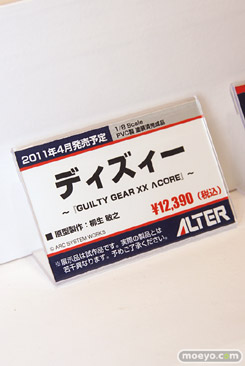 2011年4月発売予定
1/8 Scale
PVC製 塗装済完成品
ディズィー
～『GUILTY GEAR XX ΛCORE』～
■ 原型製作：柳生 敏之
¥12,390（税込）
© ARC SYSTEM WORKS
※展示品は試作品です。実際の製品とは
若干異なります。予めご了承ください。
ALTER
www.moeyo.com